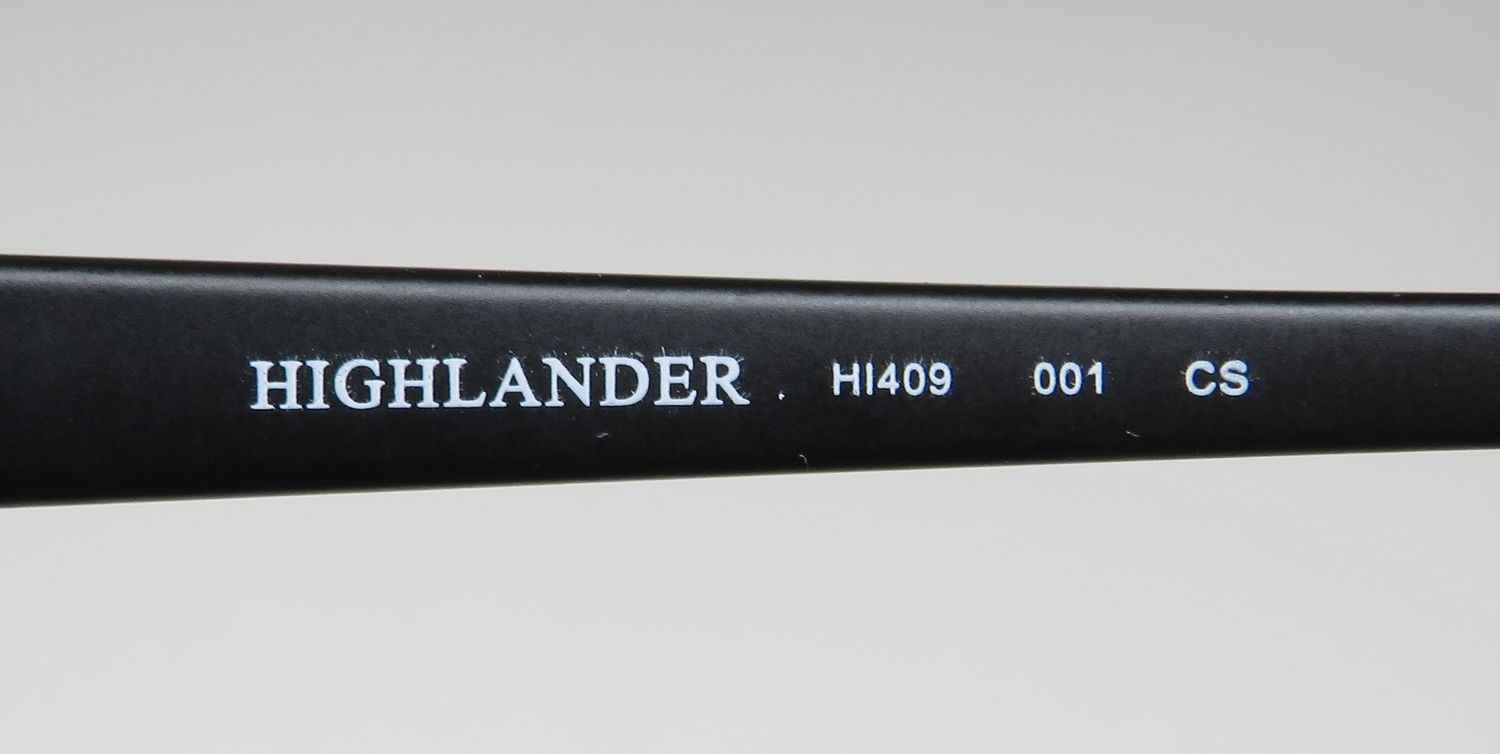 HIGHLANDER . HI409 001 CS